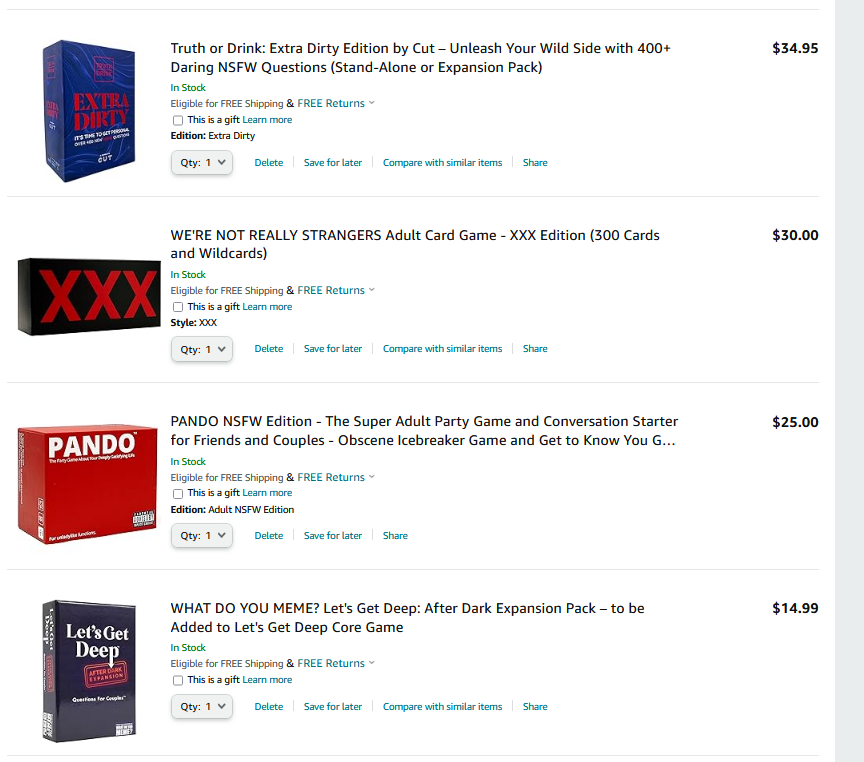 Truth or Drink: Extra Dirty Edition by Cut – Unleash Your Wild Side with 400+
Daring NSFW Questions (Stand-Alone or Expansion Pack)
$34.95
In Stock
Eligible for FREE Shipping & FREE Returns
This is a gift Learn more
Edition: Extra Dirty
Qty: 1 Delete Save for later Compare with similar items Share
EXTRA
DIRTY
IT'S TIME TO GET PERSONAL
CUT
WE'RE NOT REALLY STRANGERS Adult Card Game - XXX Edition (300 Cards
and Wildcards)
$30.00
In Stock
Eligible for FREE Shipping & FREE Returns
This is a gift Learn more
Style: XXX
Qty: 1 Delete Save for later Compare with similar items Share
XXX
PANDO NSFW Edition - The Super Adult Party Game and Conversation Starter
for Friends and Couples - Obscene Icebreaker Game and Get to Know You G...
$25.00
In Stock
Eligible for FREE Shipping & FREE Returns
This is a gift Learn more
Edition: Adult NSFW Edition
Qty: 1 Delete Save for later Share
PANDO™
The Party Game About Your Deeply Satisfying Life
For unladylike functions.
WHAT DO YOU MEME? Let's Get Deep: After Dark Expansion Pack – to be
Added to Let's Get Deep Core Game
$14.99
In Stock
Eligible for FREE Shipping & FREE Returns
This is a gift Learn more
Qty: 1 Delete Save for later Compare with similar items Share
Let's Get
Deep
AFTER DARK
EXPANSION
Questions For Couples™